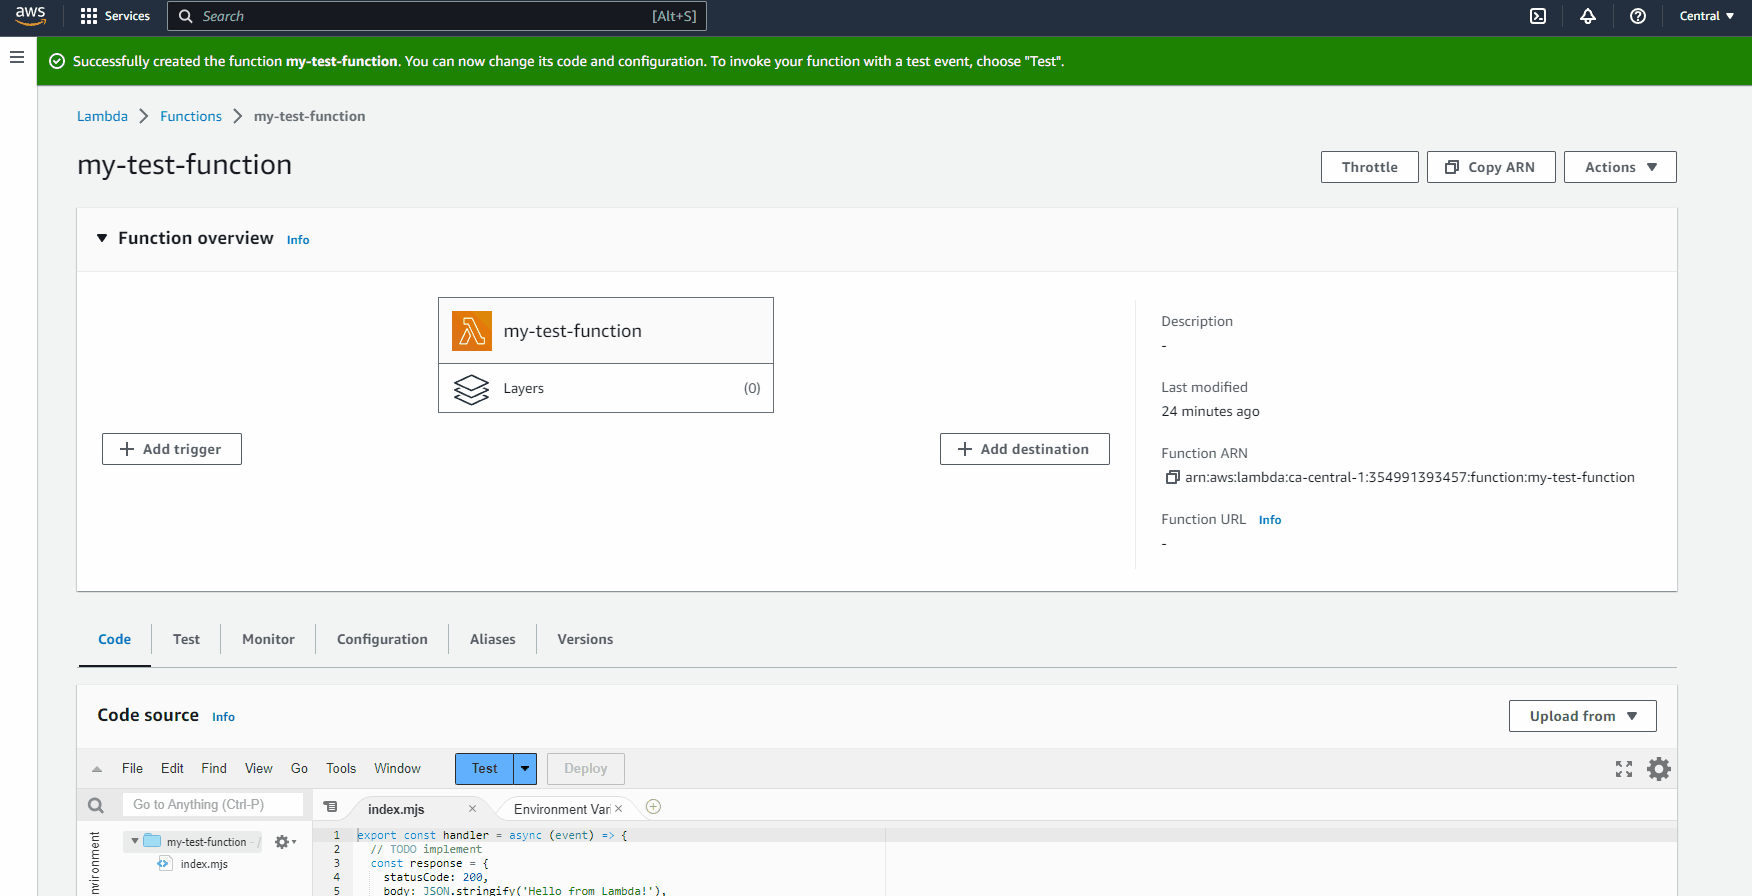 aws Services Search [Alt+S] Central
Successfully created the function my-test-function. You can now change its code and configuration. To invoke your function with a test event, choose "Test".
Lambda Functions my-test-function
my-test-function
Throttle Copy ARN Actions
Function overview Info
my-test-function
Layers (0)
Add trigger
Add destination
Description
-
Last modified
24 minutes ago
Function ARN
arn:aws:lambda:ca-central-1:354991393457:function:my-test-function
Function URL Info
-
Code Test Monitor Configuration Aliases Versions
Code source Info Upload from
File Edit Find View Go Tools Window Test Deploy
Go to Anything (Ctrl-P) index.mjs Environment Vari
my-test-function - /
index.mjs
1 export const handler = async (event) => {
2 // TODO implement
3 const response = {
4 statusCode: 200,
5 body: JSON.stringify('Hello from Lambda!'),